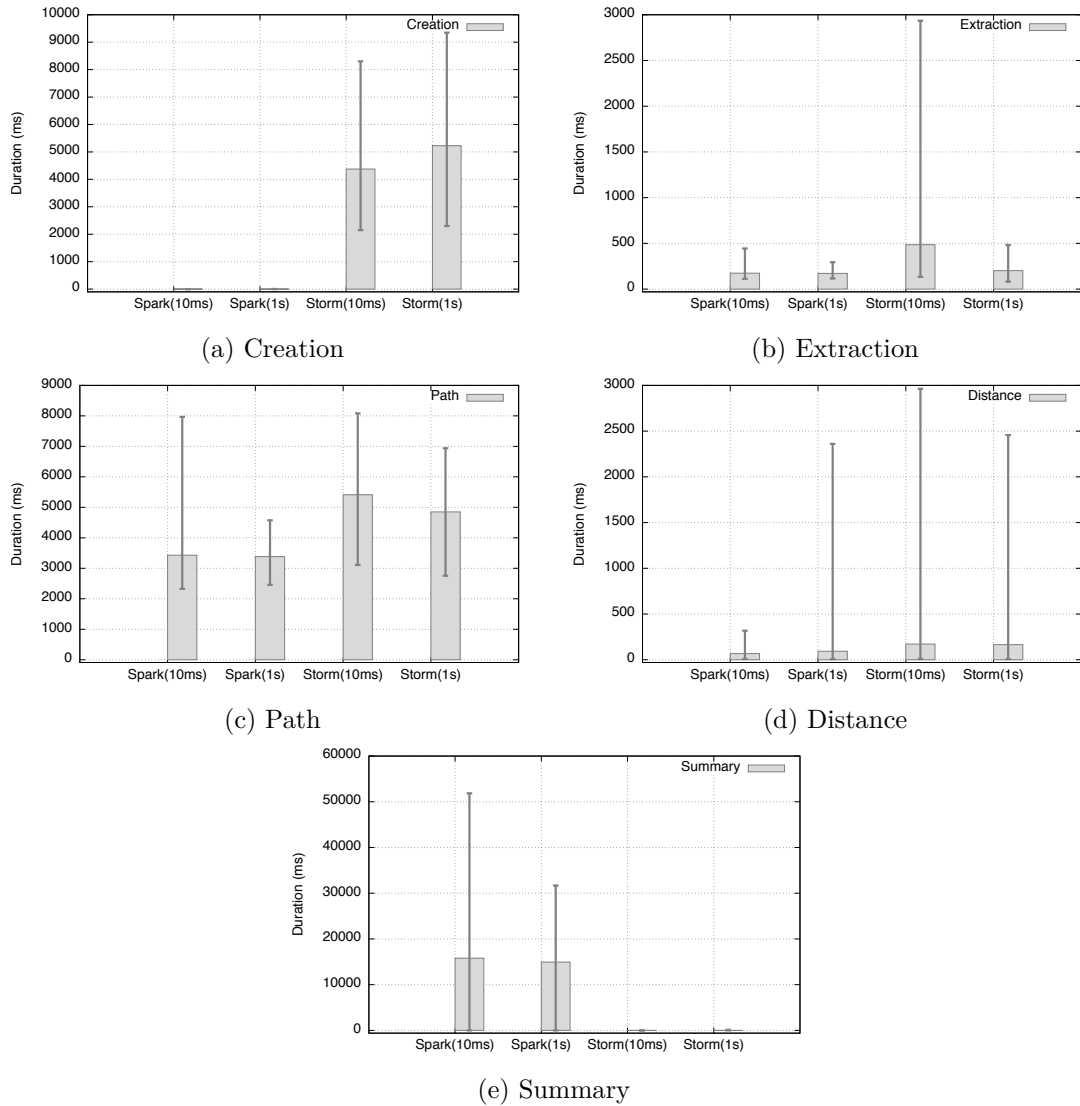 Creation
10000
9000
8000
7000
6000
5000
4000
3000
2000
1000
0
Duration (ms)
Spark(10ms) Spark(1s) Storm(10ms) Storm(1s)
(a) Creation
Extraction
3000
2500
2000
1500
1000
500
0
Duration (ms)
Spark(10ms) Spark(1s) Storm(10ms) Storm(1s)
(b) Extraction
Path
9000
8000
7000
6000
5000
4000
3000
2000
1000
0
Duration (ms)
Spark(10ms) Spark(1s) Storm(10ms) Storm(1s)
(c) Path
Distance
3000
2500
2000
1500
1000
500
0
Duration (ms)
Spark(10ms) Spark(1s) Storm(10ms) Storm(1s)
(d) Distance
Summary
60000
50000
40000
30000
20000
10000
0
Duration (ms)
Spark(10ms) Spark(1s) Storm(10ms) Storm(1s)
(e) Summary